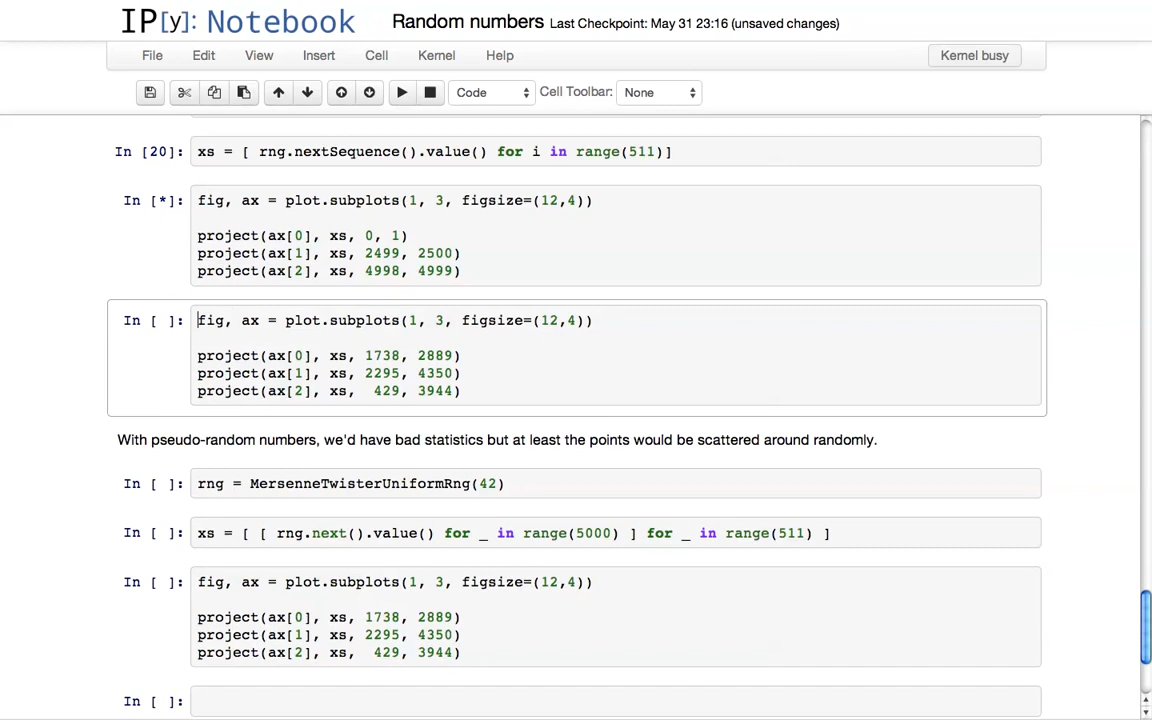 IP[y]: Notebook
Random numbers Last Checkpoint: May 31 23:16 (unsaved changes)
File Edit View Insert Cell Kernel Help
Kernel busy
Code Cell Toolbar: None
In [20]: xs = [ rng.nextSequence().value() for i in range(511)]
In [*]: fig, ax = plot.subplots(1, 3, figsize=(12,4))
project(ax[0], xs, 0, 1)
project(ax[1], xs, 2499, 2500)
project(ax[2], xs, 4998, 4999)
In [ ]: fig, ax = plot.subplots(1, 3, figsize=(12,4))
project(ax[0], xs, 1738, 2889)
project(ax[1], xs, 2295, 4350)
project(ax[2], xs,  429, 3944)
With pseudo-random numbers, we'd have bad statistics but at least the points would be scattered around randomly.
In [ ]: rng = MersenneTwisterUniformRng(42)
In [ ]: xs = [ [ rng.next().value() for _ in range(5000) ] for _ in range(511) ]
In [ ]: fig, ax = plot.subplots(1, 3, figsize=(12,4))
project(ax[0], xs, 1738, 2889)
project(ax[1], xs, 2295, 4350)
project(ax[2], xs,  429, 3944)
In [ ]: